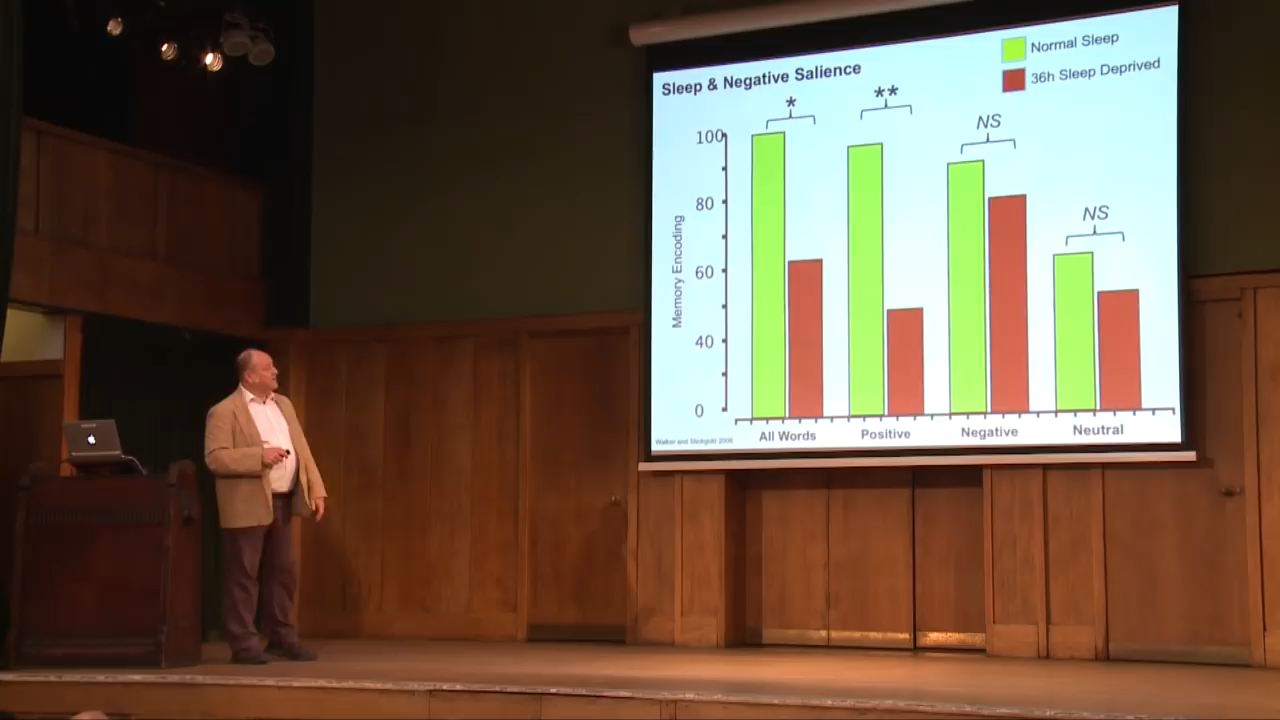 Sleep & Negative Salience
Normal Sleep
36h Sleep Deprived
*
**
NS
NS
100
80
60
40
0
Memory Encoding
All Words
Positive
Negative
Neutral
Walker and Stickgold 2006